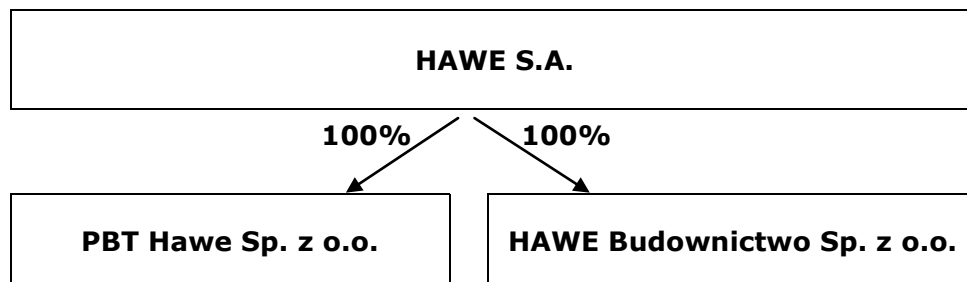 HAWE S.A.
100% 100%
PBT Hawe Sp. z o.o. HAWE Budownictwo Sp. z o.o.